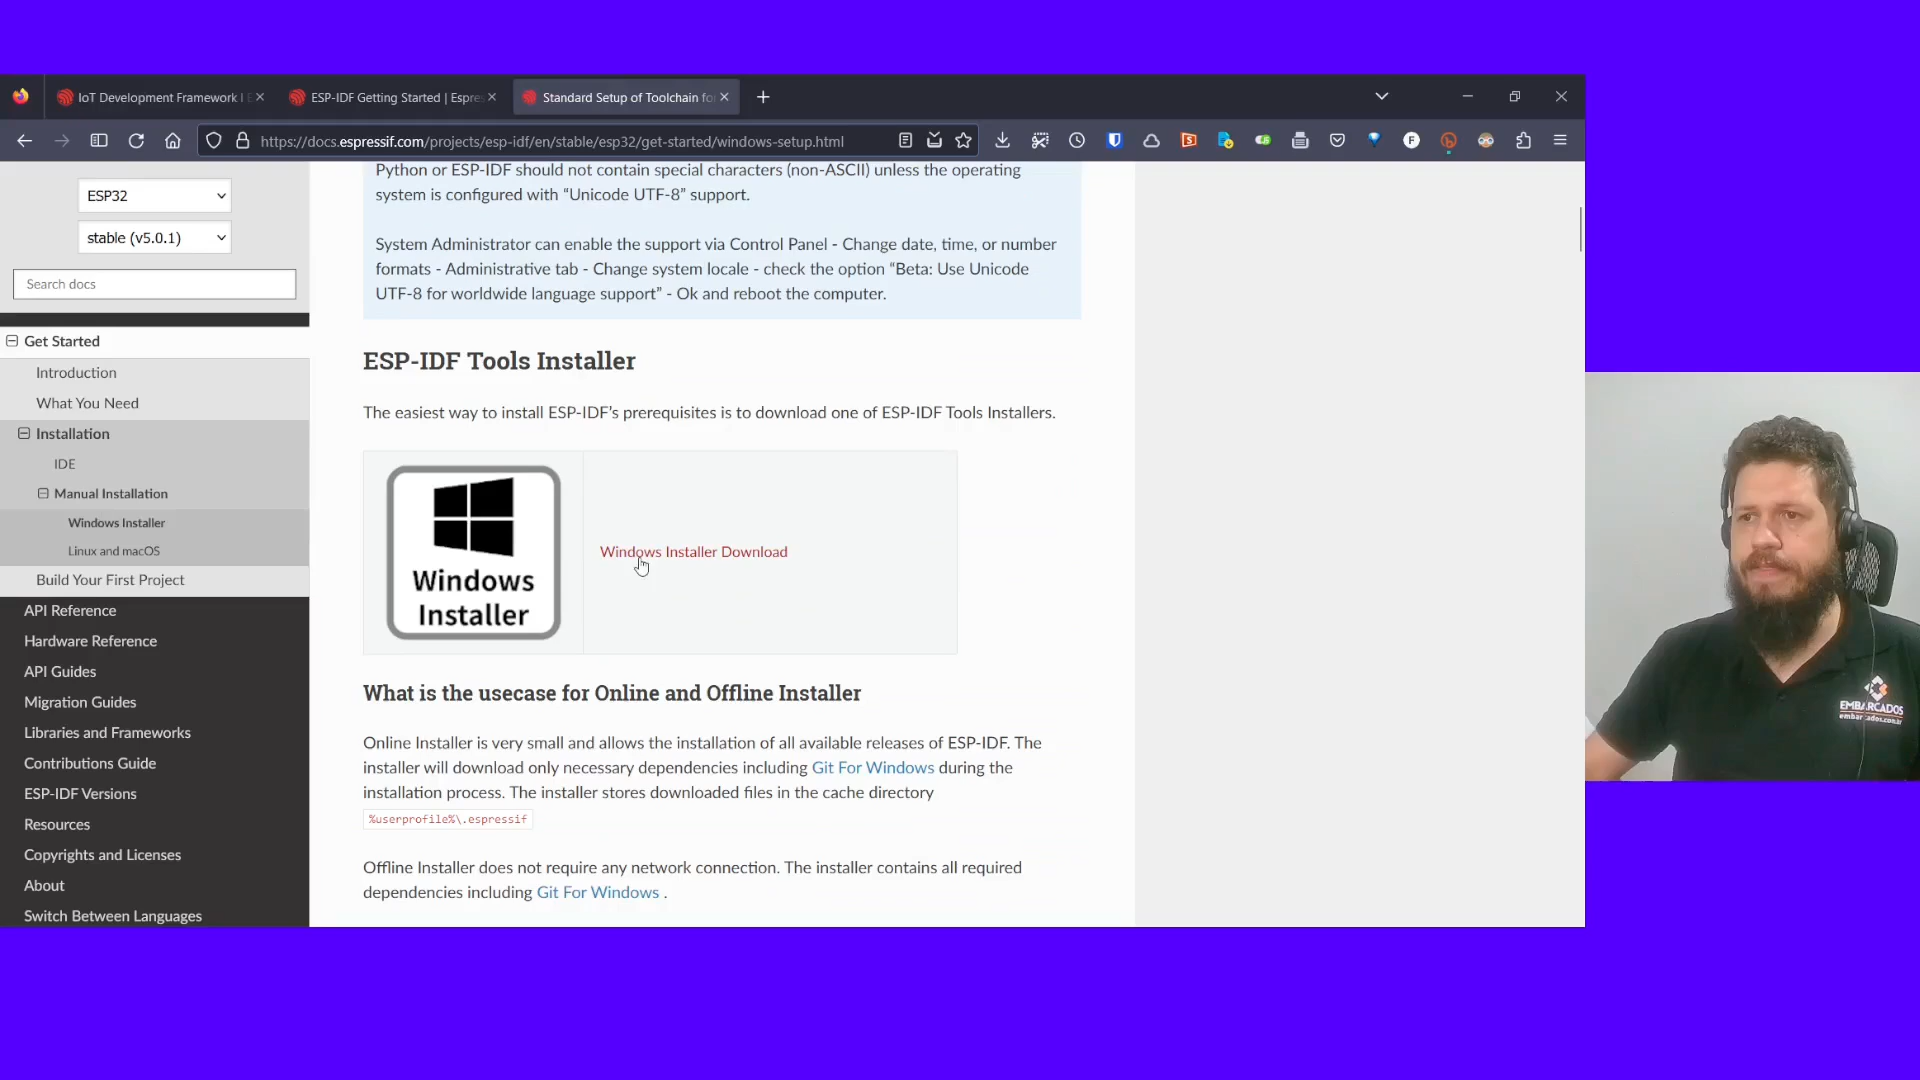 IoT Development Framework | E
ESP-IDF Getting Started | Espres
Standard Setup of Toolchain fo
https://docs.espressif.com/projects/esp-idf/en/stable/esp32/get-started/windows-setup.html
ESP32
stable (v5.0.1)
Search docs
Get Started
Introduction
What You Need
Installation
IDE
Manual Installation
Windows Installer
Linux and macOS
Build Your First Project
API Reference
Hardware Reference
API Guides
Migration Guides
Libraries and Frameworks
Contributions Guide
ESP-IDF Versions
Resources
Copyrights and Licenses
About
Switch Between Languages
Python or ESP-IDF should not contain special characters (non-ASCII) unless the operating
system is configured with “Unicode UTF-8” support.
System Administrator can enable the support via Control Panel - Change date, time, or number
formats - Administrative tab - Change system locale - check the option “Beta: Use Unicode
UTF-8 for worldwide language support” - Ok and reboot the computer.
ESP-IDF Tools Installer
The easiest way to install ESP-IDF’s prerequisites is to download one of ESP-IDF Tools Installers.
Windows
Installer
Windows Installer Download
What is the usecase for Online and Offline Installer
Online Installer is very small and allows the installation of all available releases of ESP-IDF. The
installer will download only necessary dependencies including Git For Windows during the
installation process. The installer stores downloaded files in the cache directory
%userprofile%\.espressif
Offline Installer does not require any network connection. The installer contains all required
dependencies including Git For Windows .
EMBARCADOS
embarcados.com.br